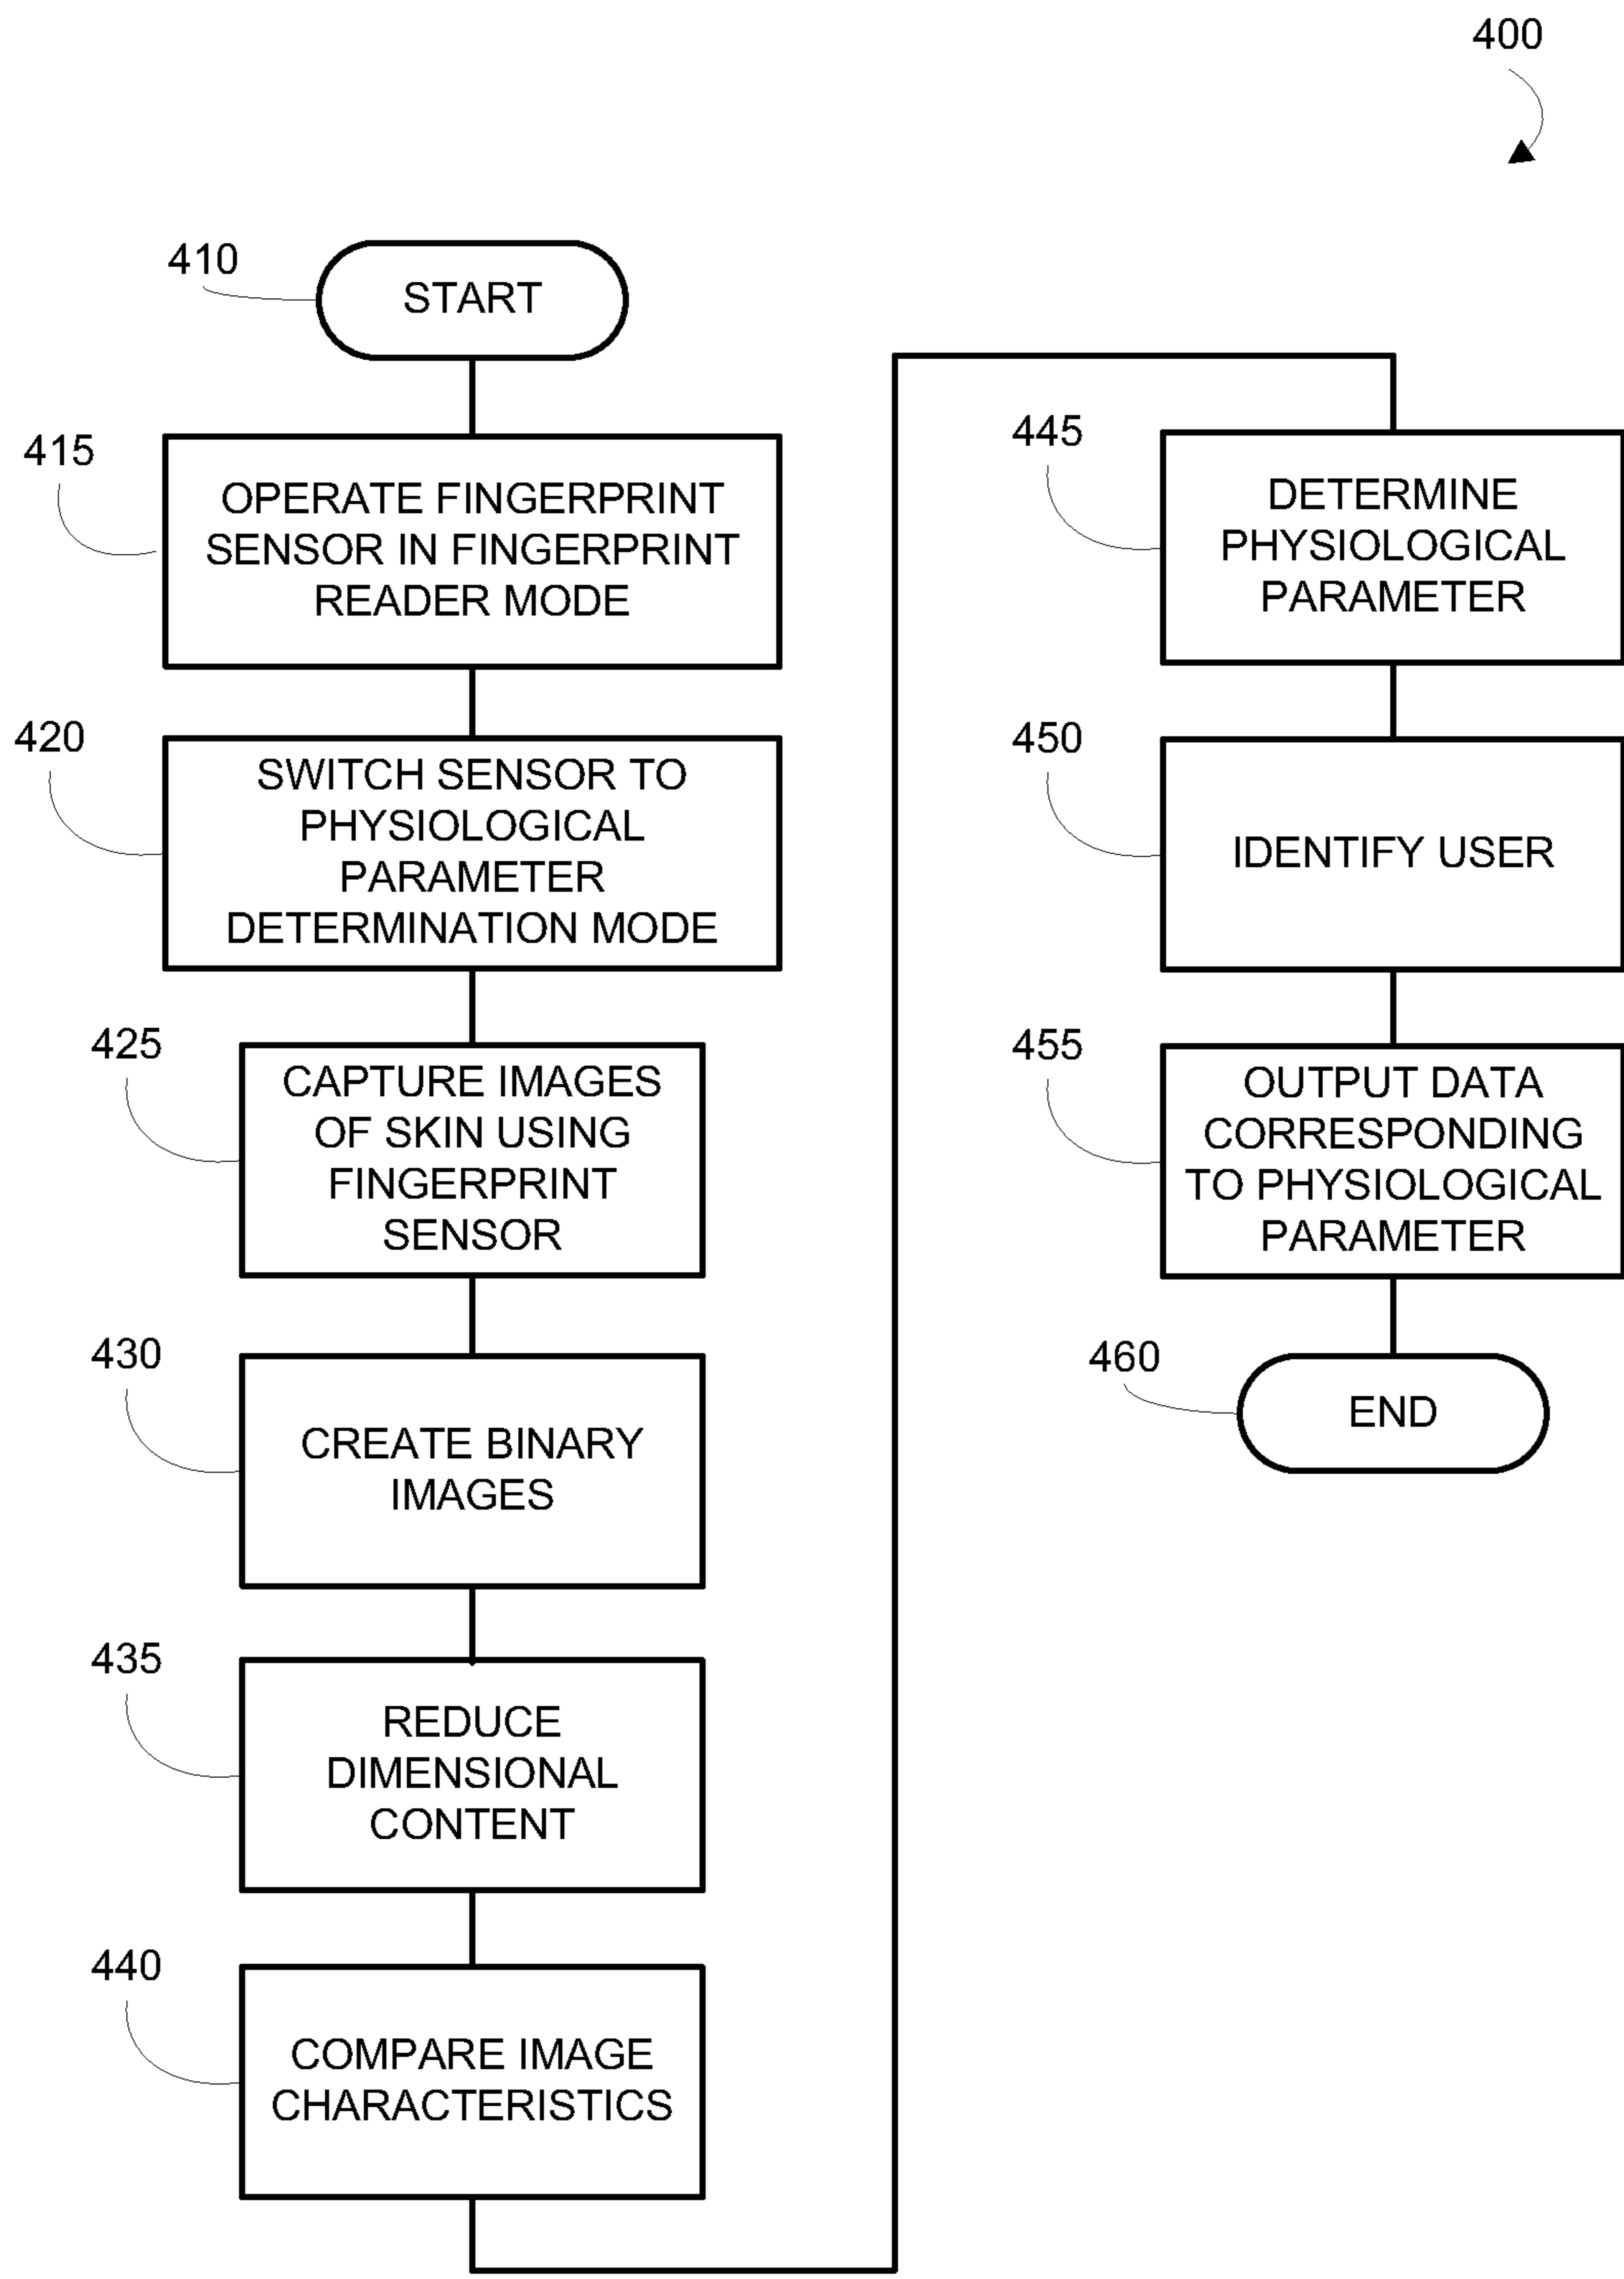 400
410
START
415
OPERATE FINGERPRINT
SENSOR IN FINGERPRINT
READER MODE
420
SWITCH SENSOR TO
PHYSIOLOGICAL
PARAMETER
DETERMINATION MODE
425
CAPTURE IMAGES
OF SKIN USING
FINGERPRINT
SENSOR
430
CREATE BINARY
IMAGES
435
REDUCE
DIMENSIONAL
CONTENT
440
COMPARE IMAGE
CHARACTERISTICS
445
DETERMINE
PHYSIOLOGICAL
PARAMETER
450
IDENTIFY USER
455
OUTPUT DATA
CORRESPONDING
TO PHYSIOLOGICAL
PARAMETER
460
END